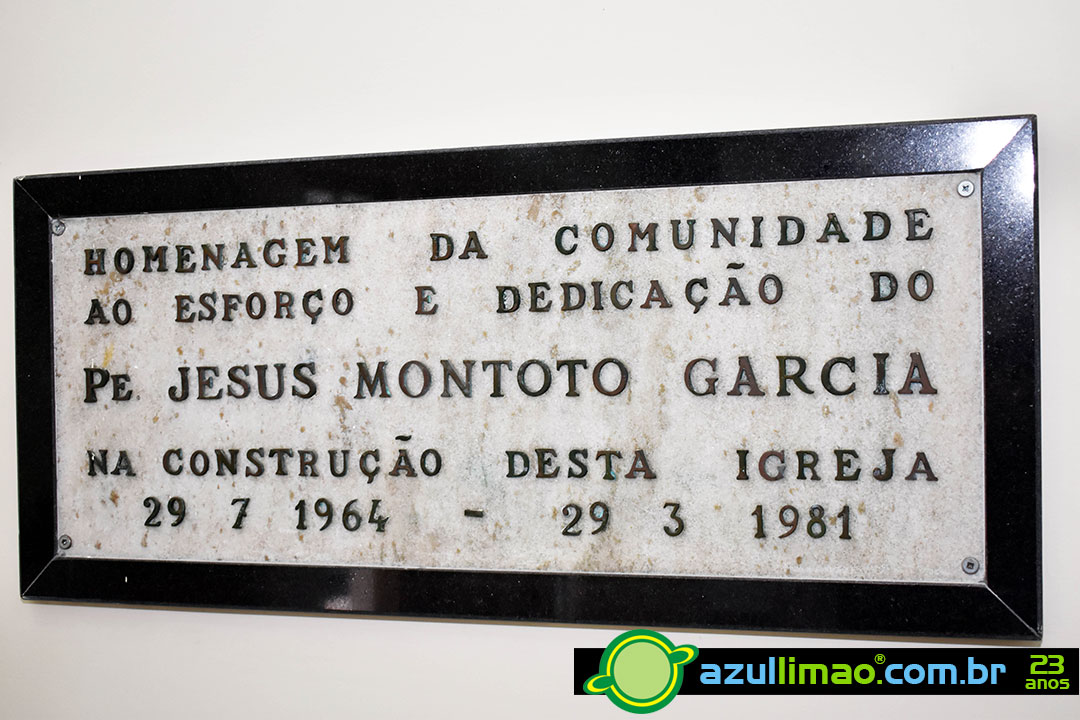 HOMENAGEM DA COMUNIDADE
AO ESFORÇO E DEDICAÇÃO DO
PE. JESUS MONTOTO GARCIA
NA CONSTRUÇÃO DESTA IGREJA
29 7 1964 - 29 3 1981
azullimao®.com.br 23 anos